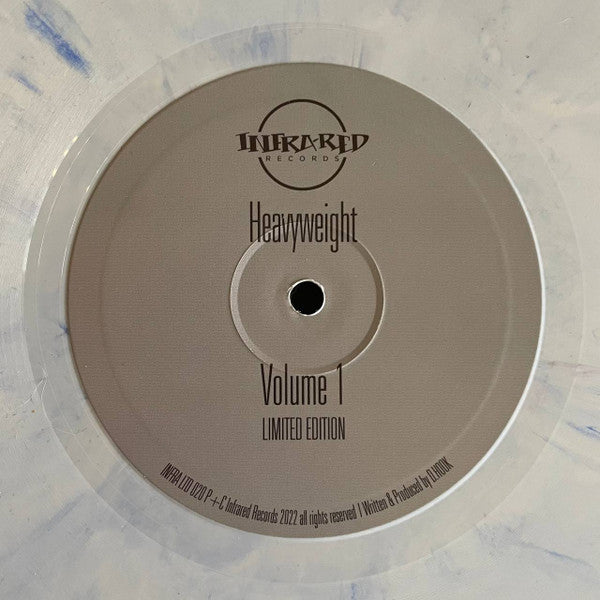 INFRARED
RECORDS
Heavyweight
Volume 1
LIMITED EDITION
INFRA LTD 020 P + C Infrared Records 2022 all rights reserved / Written & Produced by D.HOOK